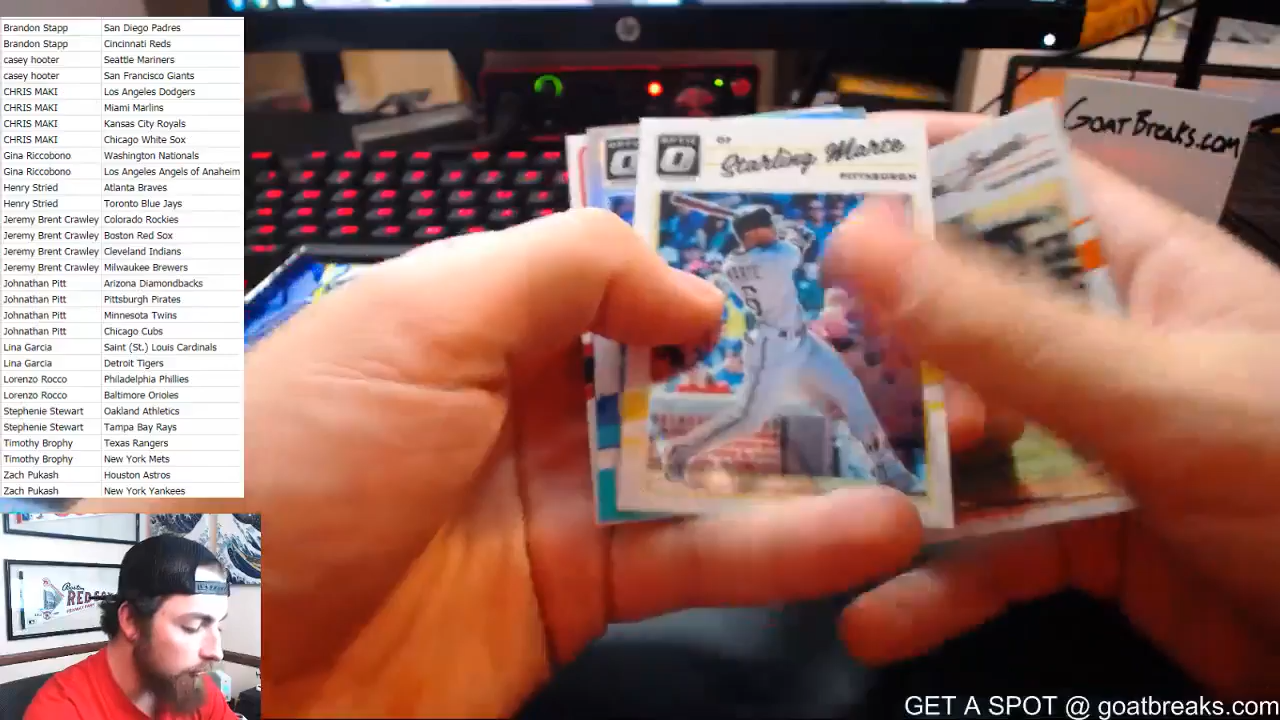 Brandon Stapp San Diego Padres
Brandon Stapp Cincinnati Reds
casey hooter Seattle Mariners
casey hooter San Francisco Giants
CHRIS MAKI Los Angeles Dodgers
CHRIS MAKI Miami Marlins
CHRIS MAKI Kansas City Royals
CHRIS MAKI Chicago White Sox
Gina Riccobono Washington Nationals
Gina Riccobono Los Angeles Angels of Anaheim
Henry Stried Atlanta Braves
Henry Stried Toronto Blue Jays
Jeremy Brent Crawley Colorado Rockies
Jeremy Brent Crawley Boston Red Sox
Jeremy Brent Crawley Cleveland Indians
Jeremy Brent Crawley Milwaukee Brewers
Johnathan Pitt Arizona Diamondbacks
Johnathan Pitt Pittsburgh Pirates
Johnathan Pitt Minnesota Twins
Johnathan Pitt Chicago Cubs
Lina Garcia Saint (St.) Louis Cardinals
Lina Garcia Detroit Tigers
Lorenzo Rocco Philadelphia Phillies
Lorenzo Rocco Baltimore Orioles
Stephenie Stewart Oakland Athletics
Stephenie Stewart Tampa Bay Rays
Timothy Brophy Texas Rangers
Timothy Brophy New York Mets
Zach Pukash Houston Astros
Zach Pukash New York Yankees
GOATBREAKS.COM
OF
Starling Marte
PITTSBURGH
6
Boston
RED SOX
GET A SPOT @ goatbreaks.com